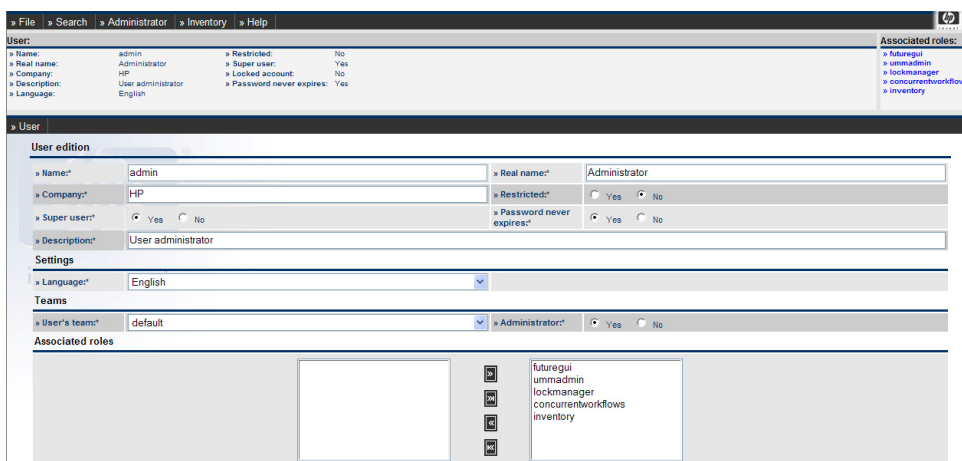 » File » Search » Administrator » Inventory » Help
hp
invent
User: Associated roles:
» Name: admin » Restricted: No » futuregui
» Real name: Administrator » Super user: Yes » ummadmin
» Company: HP » Locked account: No » lockmanager
» Description: User administrator » Password never expires: Yes » concurrentworkflow
» Language: English » inventory
» User
User edition
» Name:* admin » Real name:* Administrator
» Company:* HP » Restricted:* Yes No
» Super user:* Yes No » Password never
expires:* Yes No
» Description:* User administrator
Settings
» Language:* English
Teams
» User's team:* default » Administrator:* Yes No
Associated roles
futuregui
ummadmin
lockmanager
concurrentworkflows
inventory